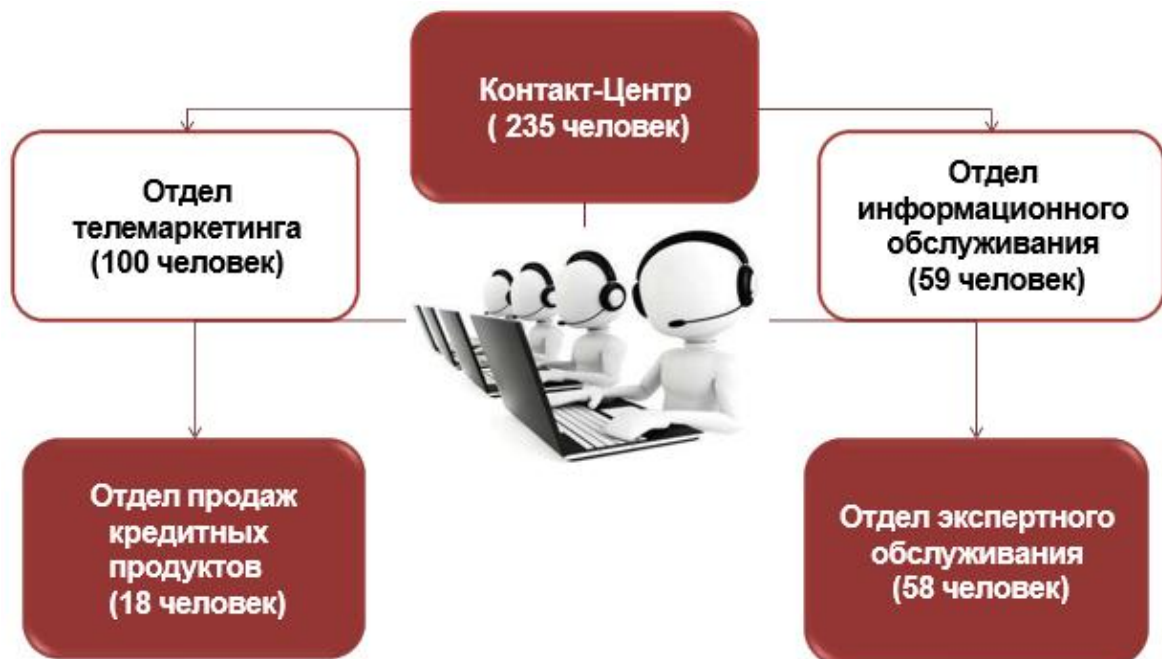 Контакт-Центр
( 235 человек)
Отдел
телемаркетинга
(100 человек)
Отдел
информационного
обслуживания
(59 человек)
Отдел продаж
кредитных
продуктов
(18 человек)
Отдел экспертного
обслуживания
(58 человек)